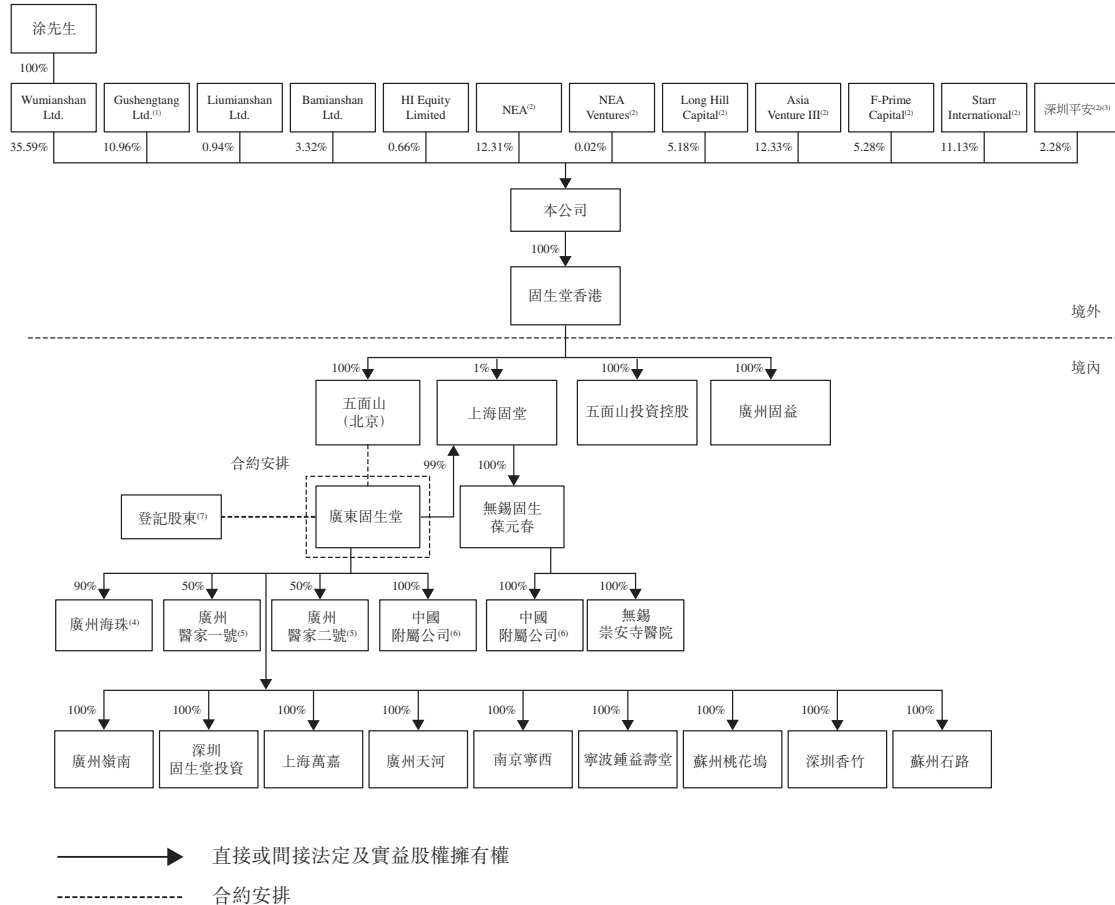 涂先生
100%
Wumianshan
Ltd.
Gushengtang
Ltd.(1)
Liumianshan
Ltd.
Bamianshan
Ltd.
HI Equity
Limited
NEA(2)
NEA
Ventures(2)
Long Hill
Capital(2)
Asia
Venture III(2)
F-Prime
Capital(2)
Starr
International(2)
深圳平安(2)(3)
35.59%
10.96%
0.94%
3.32%
0.66%
12.31%
0.02%
5.18%
12.33%
5.28%
11.13%
2.28%
本公司
100%
固生堂香港
境外
境內
100%
1%
100%
100%
五面山
(北京)
上海固堂
五面山投資控股
廣州固益
合約安排
99%
100%
登記股東(7)
廣東固生堂
無錫固生
葆元春
90%
50%
50%
100%
100%
100%
廣州海珠(4)
廣州
醫家一號(5)
廣州
醫家二號(5)
中國
附屬公司(6)
中國
附屬公司(6)
無錫
崇安寺醫院
100%
100%
100%
100%
100%
100%
100%
100%
100%
廣州嶺南
深圳
固生堂投資
上海萬嘉
廣州天河
南京寧西
寧波鍾益壽堂
蘇州桃花塢
深圳香竹
蘇州石路
直接或間接法定及實益股權擁有權
合約安排